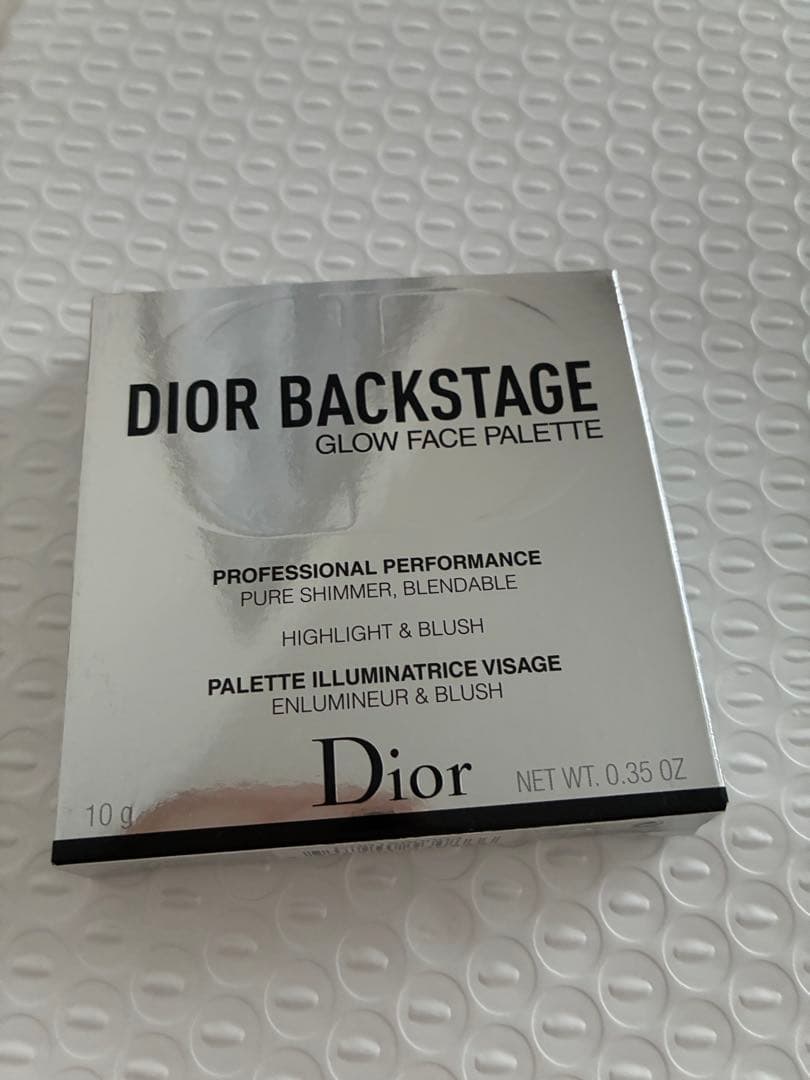 DIOR BACKSTAGE
GLOW FACE PALETTE
PROFESSIONAL PERFORMANCE
PURE SHIMMER, BLENDABLE
HIGHLIGHT & BLUSH
PALETTE ILLUMINATRICE VISAGE
ENLUMINEUR & BLUSH
Dior
10 g
NET WT. 0.35 OZ